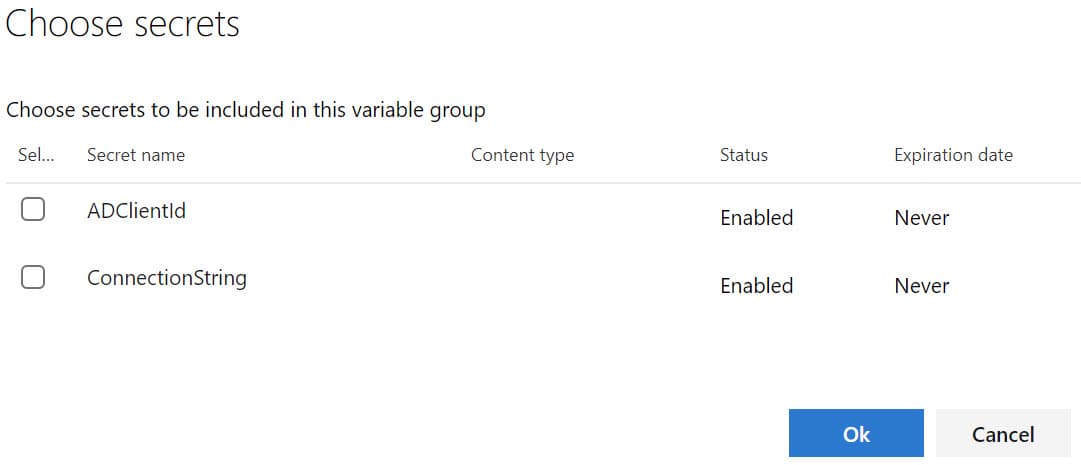 Choose secrets
Choose secrets to be included in this variable group
Sel... Secret name Content type Status Expiration date
ADClientId Enabled Never
ConnectionString Enabled Never
Ok Cancel